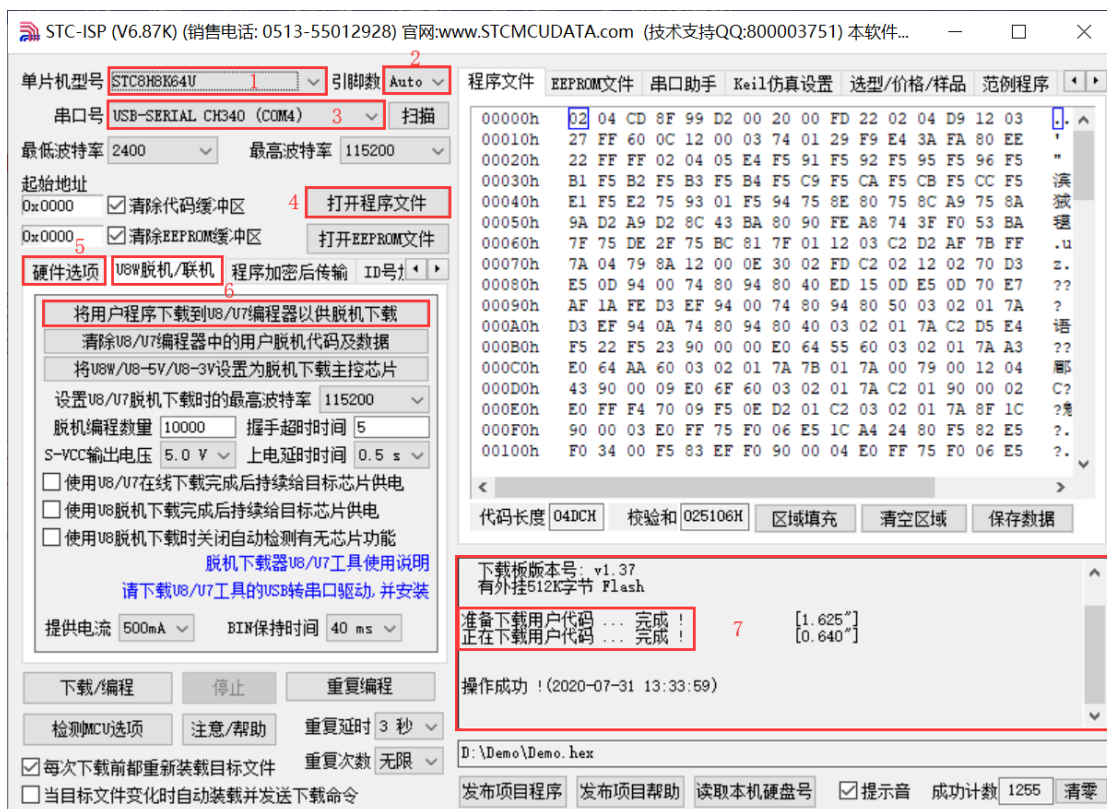 STC-ISP (V6.87K) (销售电话: 0513-55012928) 官网:www.STCMCUDATA.com (技术支持QQ:800003751) 本软件...
单片机型号 STC8H8K64U 1 引脚数 Auto 2
串口号 USB-SERIAL CH340 (COM4) 3 扫描
最低波特率 2400 最高波特率 115200
起始地址
0x0000 清除代码缓冲区 4 打开程序文件
0x0000 清除EEPROM缓冲区 打开EEPROM文件
5
硬件选项 U8W脱机/联机 程序加密后传输 ID号
6
将用户程序下载到U8/U7编程器以供脱机下载
清除U8/U7编程器中的用户脱机代码及数据
将U8W/U8-5V/U8-3V设置为脱机下载主控芯片
设置U8/U7脱机下载时的最高波特率 115200
脱机编程数量 10000 握手超时时间 5
S-VCC输出电压 5.0 V 上电延时时间 0.5 s
使用U8/U7在线下载完成后持续给目标芯片供电
使用U8脱机下载完成后持续给目标芯片供电
使用U8脱机下载时关闭自动检测有无芯片功能
脱机下载器U8/U7工具使用说明
请下载U8/U7工具的USB转串口驱动,并安装
提供电流 500mA BIN保持时间 40 ms
下载/编程 停止 重复编程
检测MCU选项 注意/帮助 重复延时 3 秒
每次下载前都重新装载目标文件 重复次数 无限
当目标文件变化时自动装载并发送下载命令
程序文件 EEPROM文件 串口助手 Keil仿真设置 选型/价格/样品 范例程序
00000h 02 04 CD 8F 99 D2 00 20 00 FD 22 02 04 D9 12 03 ..
00010h 27 FF 60 0C 12 00 03 74 01 29 F9 E4 3A FA 80 EE '
00020h 22 FF FF 02 04 05 E4 F5 91 F5 92 F5 95 F5 96 F5 "
00030h B1 F5 B2 F5 B3 F5 B4 F5 C9 F5 CA F5 CB F5 CC F5 滨
00040h E1 F5 E2 75 93 01 F5 94 75 8E 80 75 8C A9 75 8A
00050h 9A D2 A9 D2 8C 43 BA 80 90 FE A8 74 3F F0 53 BA
00060h 7F 75 DE 2F 75 BC 81 7F 01 12 03 C2 D2 AF 7B FF .u
00070h 7A 04 79 8A 12 00 0E 30 02 FD C2 02 12 02 70 D3 z.
00080h E5 0D 94 00 74 80 94 80 40 ED 15 0D E5 0D 70 E7 ??
00090h AF 1A FE D3 EF 94 00 74 80 94 80 50 03 02 01 7A ?
000A0h D3 EF 94 0A 74 80 94 80 40 03 02 01 7A C2 D5 E4 语
000B0h F5 22 F5 23 90 00 00 E0 64 55 60 03 02 01 7A A3 ??
000C0h E0 64 AA 60 03 02 01 7A 7B 01 7A 00 79 00 12 04 郿
000D0h 43 90 00 09 E0 6F 60 03 02 01 7A C2 01 90 00 02 C?
000E0h E0 FF F4 70 09 F5 0E D2 01 C2 03 02 01 7A 8F 1C
000F0h 90 00 03 E0 FF 75 F0 06 E5 1C A4 24 80 F5 82 E5 ?.
00100h F0 34 00 F5 83 EF F0 90 00 04 E0 FF 75 F0 06 E5 ?.
代码长度 04DCH 校验和 025106H 区域填充 清空区域 保存数据
下载板版本号: v1.37
有外挂512K字节 Flash
准备下载用户代码 ... 完成 ! [1.625"]
正在下载用户代码 ... 完成 ! 7 [0.640"]
操作成功 !(2020-07-31 13:33:59)
D:\Demo\Demo.hex
发布项目程序 发布项目帮助 读取本机硬盘号 提示音 成功计数 1255 清零